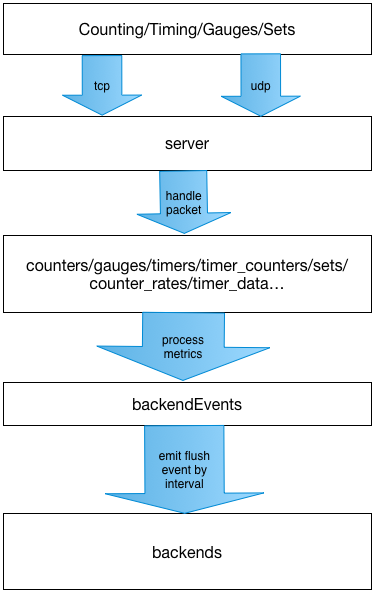 Counting/Timing/Gauges/Sets
tcp
udp
server
handle
packet
counters/gauges/timers/timer_counters/sets/
counter_rates/timer_data…
process
metrics
backendEvents
emit flush
event by
interval
backends